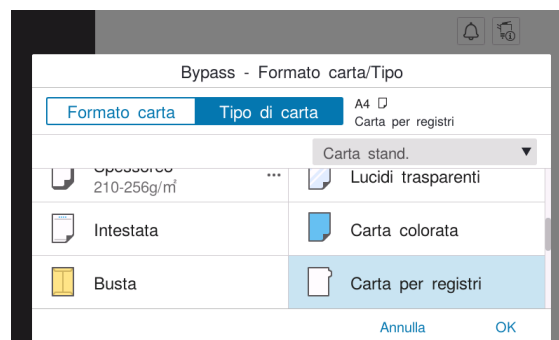 Bypass - Formato carta/Tipo
Formato carta
Tipo di carta
A4
Carta per registri
Carta stand.
210-256g/m²
Lucidi trasparenti
Intestata
Carta colorata
Busta
Carta per registri
Annulla
OK